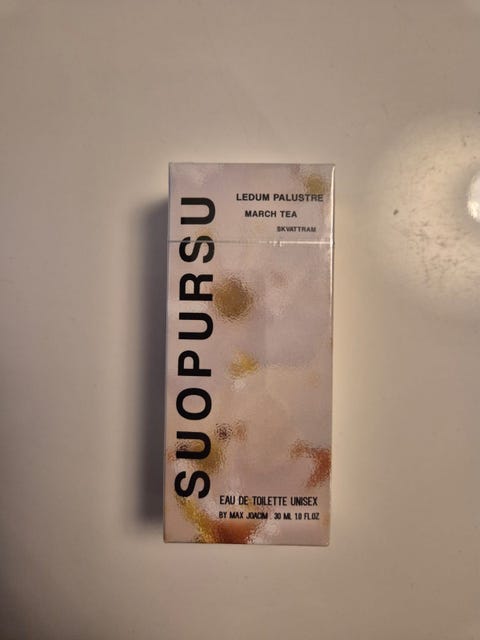 SUOPURSU
LEDUM PALUSTRE
MARCH TEA
SKVATTRAM
EAU DE TOILETTE UNISEX
BY MAX JOACIM 30 ML 1.0 FL.OZ